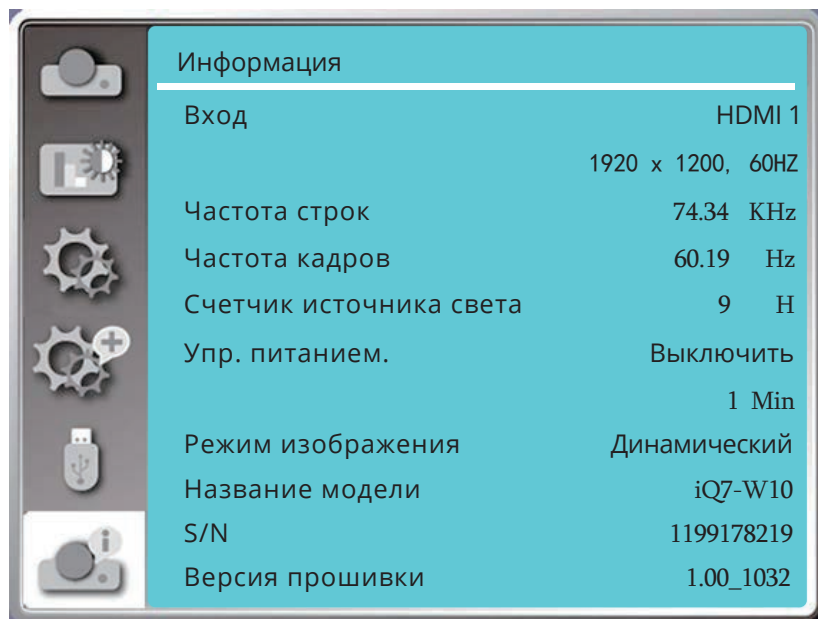 Информация
Вход HDMI 1
1920 x 1200, 60HZ
Частота строк 74.34 KHz
Частота кадров 60.19 Hz
Счетчик источника света 9 H
Упр. питанием. Выключить
1 Min
Режим изображения Динамический
Название модели iQ7-W10
S/N 1199178219
Версия прошивки 1.00_1032